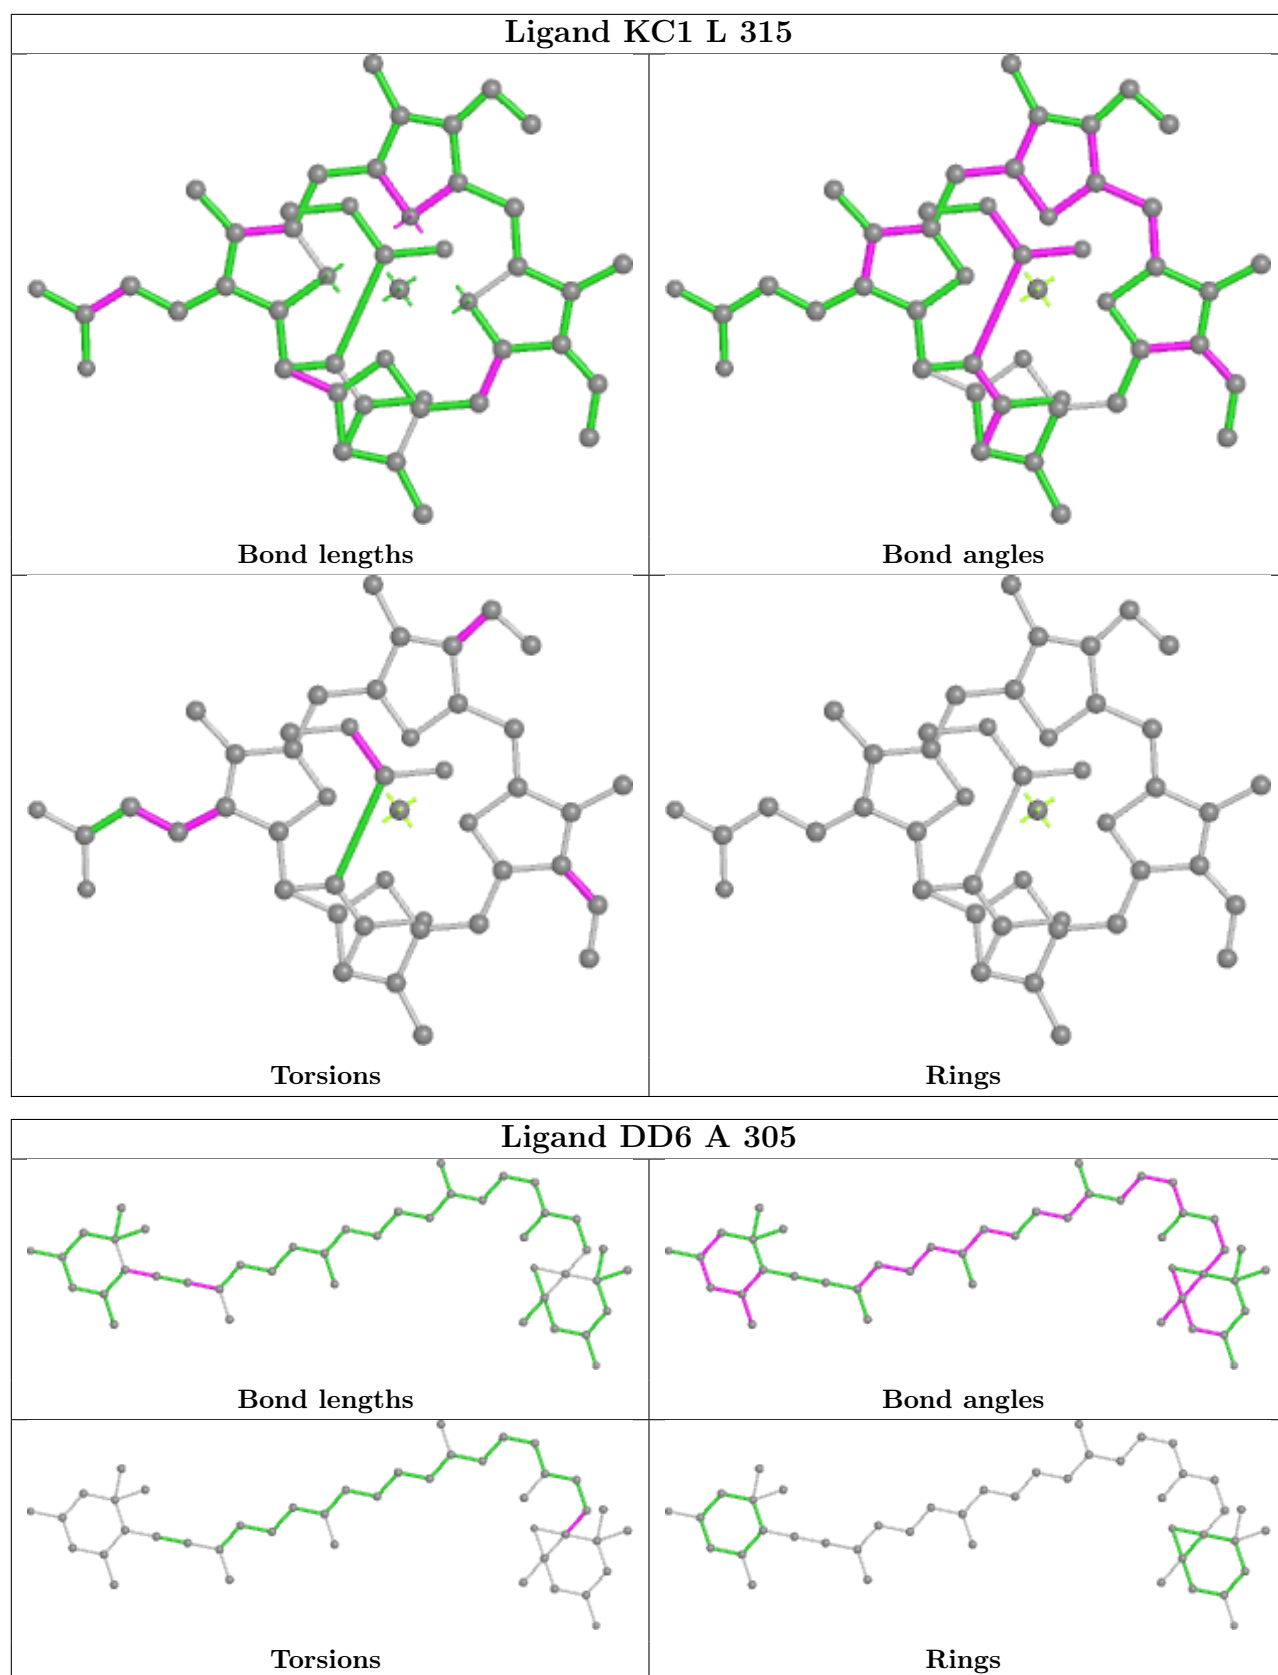 Ligand KC1 L 315
Bond lengths
Bond angles
Torsions
Rings
Ligand DD6 A 305
Bond lengths
Bond angles
Torsions
Rings